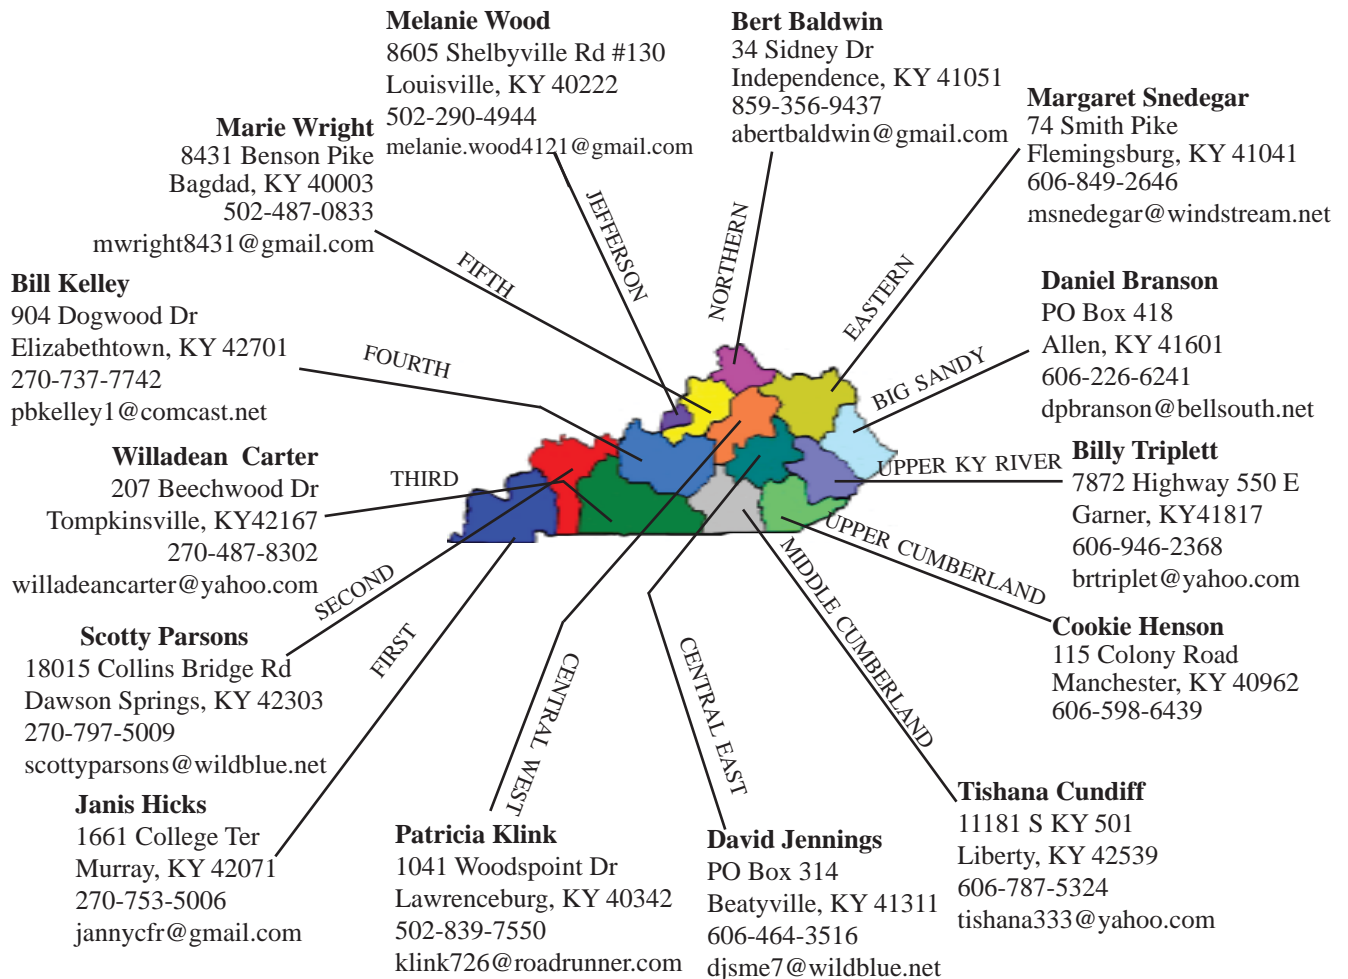 Melanie Wood
8605 Shelbyville Rd #130
Louisville, KY 40222
502-290-4944
melanie.wood4121@gmail.com
Bert Baldwin
34 Sidney Dr
Independence, KY 41051
859-356-9437
abertbaldwin@gmail.com
Margaret Snedegar
74 Smith Pike
Flemingsburg, KY 41041
606-849-2646
msnedegar@windstream.net
Marie Wright
8431 Benson Pike
Bagdad, KY 40003
502-487-0833
mwright8431@gmail.com
Bill Kelley
904 Dogwood Dr
Elizabethtown, KY 42701
270-737-7742
pbkelley1@comcast.net
Daniel Branson
PO Box 418
Allen, KY 41601
606-226-6241
dpbranson@bellsouth.net
JEFFERSON
NORTHERN
FIFTH
EASTERN
FOURTH
BIG SANDY
Willadean Carter
207 Beechwood Dr
Tompkinsville, KY42167
270-487-8302
willadeancarter@yahoo.com
THIRD
UPPER KY RIVER
Billy Triplett
7872 Highway 550 E
Garner, KY41817
606-946-2368
brtriplet@yahoo.com
SECOND
UPPER CUMBERLAND
MIDDLE CUMBERLAND
Scotty Parsons
18015 Collins Bridge Rd
Dawson Springs, KY 42303
270-797-5009
scottyparsons@wildblue.net
FIRST
CENTRAL WEST
CENTRAL EAST
Cookie Henson
115 Colony Road
Manchester, KY 40962
606-598-6439
Janis Hicks
1661 College Ter
Murray, KY 42071
270-753-5006
jannycfr@gmail.com
Patricia Klink
1041 Woodspoint Dr
Lawrenceburg, KY 40342
502-839-7550
klink726@roadrunner.com
David Jennings
PO Box 314
Beatyville, KY 41311
606-464-3516
djsme7@wildblue.net
Tishana Cundiff
11181 S KY 501
Liberty, KY 42539
606-787-5324
tishana333@yahoo.com